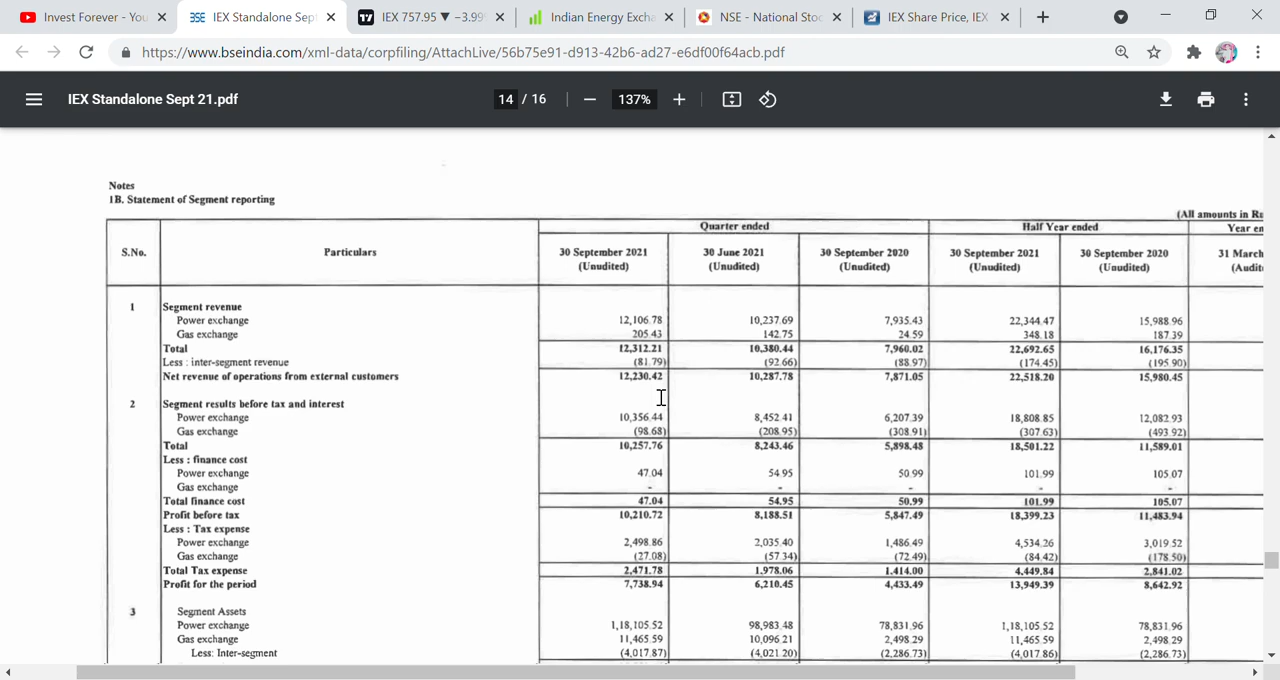 Invest Forever - You
IEX Standalone Sept
IEX 757.95 ▼ −3.99
Indian Energy Excha
NSE - National Stoc
IEX Share Price, IEX
https://www.bseindia.com/xml-data/corpfiling/AttachLive/56b75e91-d913-42b6-ad27-e6df00f64acb.pdf
IEX Standalone Sept 21.pdf
14 / 16
137%
Notes
1B. Statement of Segment reporting
(All amounts in Ru
Quarter ended Half Year ended Year en
S.No. Particulars 30 September 2021 30 June 2021 30 September 2020 30 September 2021 30 September 2020 31 March
(Unudited) (Unudited) (Unudited) (Unudited) (Unudited) (Audit
1 Segment revenue
Power exchange 12,106.78 10,237.69 7,935.43 22,344.47 15,988.96
Gas exchange 205.43 142.75 24.59 348.18 187.39
Total 12,312.21 10,380.44 7,960.02 22,692.65 16,176.35
Less : inter-segment revenue (81.79) (92.66) (88.97) (174.45) (195.90)
Net revenue of operations from external customers 12,230.42 10,287.78 7,871.05 22,518.20 15,980.45
2 Segment results before tax and interest
Power exchange 10,356.44 8,452.41 6,207.39 18,808.85 12,082.93
Gas exchange (98.68) (208.95) (308.91) (307.63) (493.92)
Total 10,257.76 8,243.46 5,898.48 18,501.22 11,589.01
Less : finance cost
Power exchange 47.04 54.95 50.99 101.99 105.07
Gas exchange - - - - -
Total finance cost 47.04 54.95 50.99 101.99 105.07
Profit before tax 10,210.72 8,188.51 5,847.49 18,399.23 11,483.94
Less : Tax expense
Power exchange 2,498.86 2,035.40 1,486.49 4,534.26 3,019.52
Gas exchange (27.08) (57.34) (72.49) (84.42) (178.50)
Total Tax expense 2,471.78 1,978.06 1,414.00 4,449.84 2,841.02
Profit for the period 7,738.94 6,210.45 4,433.49 13,949.39 8,642.92
3 Segment Assets
Power exchange 1,18,105.52 98,983.48 78,831.96 1,18,105.52 78,831.96
Gas exchange 11,465.59 10,096.21 2,498.29 11,465.59 2,498.29
Less: Inter-segment (4,017.87) (4,021.20) (2,286.73) (4,017.86) (2,286.73)